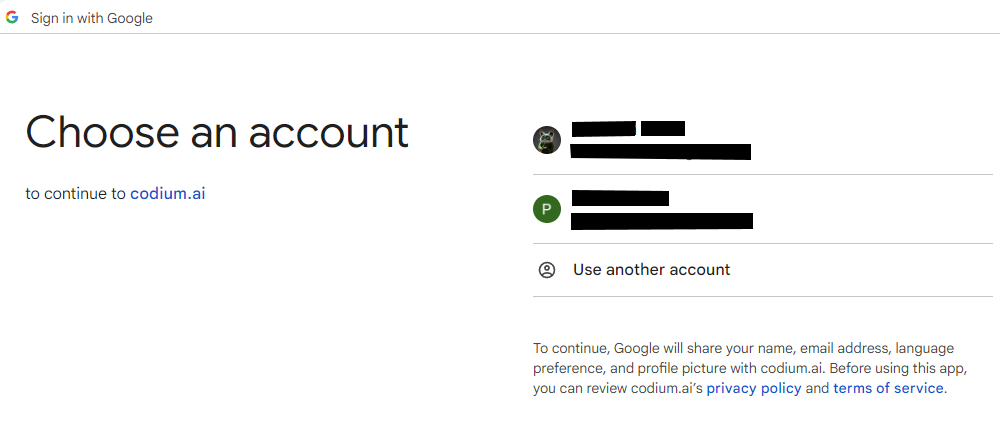 Sign in with Google
Choose an account
to continue to codium.ai
P
Use another account
To continue, Google will share your name, email address, language
preference, and profile picture with codium.ai. Before using this app,
you can review codium.ai’s privacy policy and terms of service.